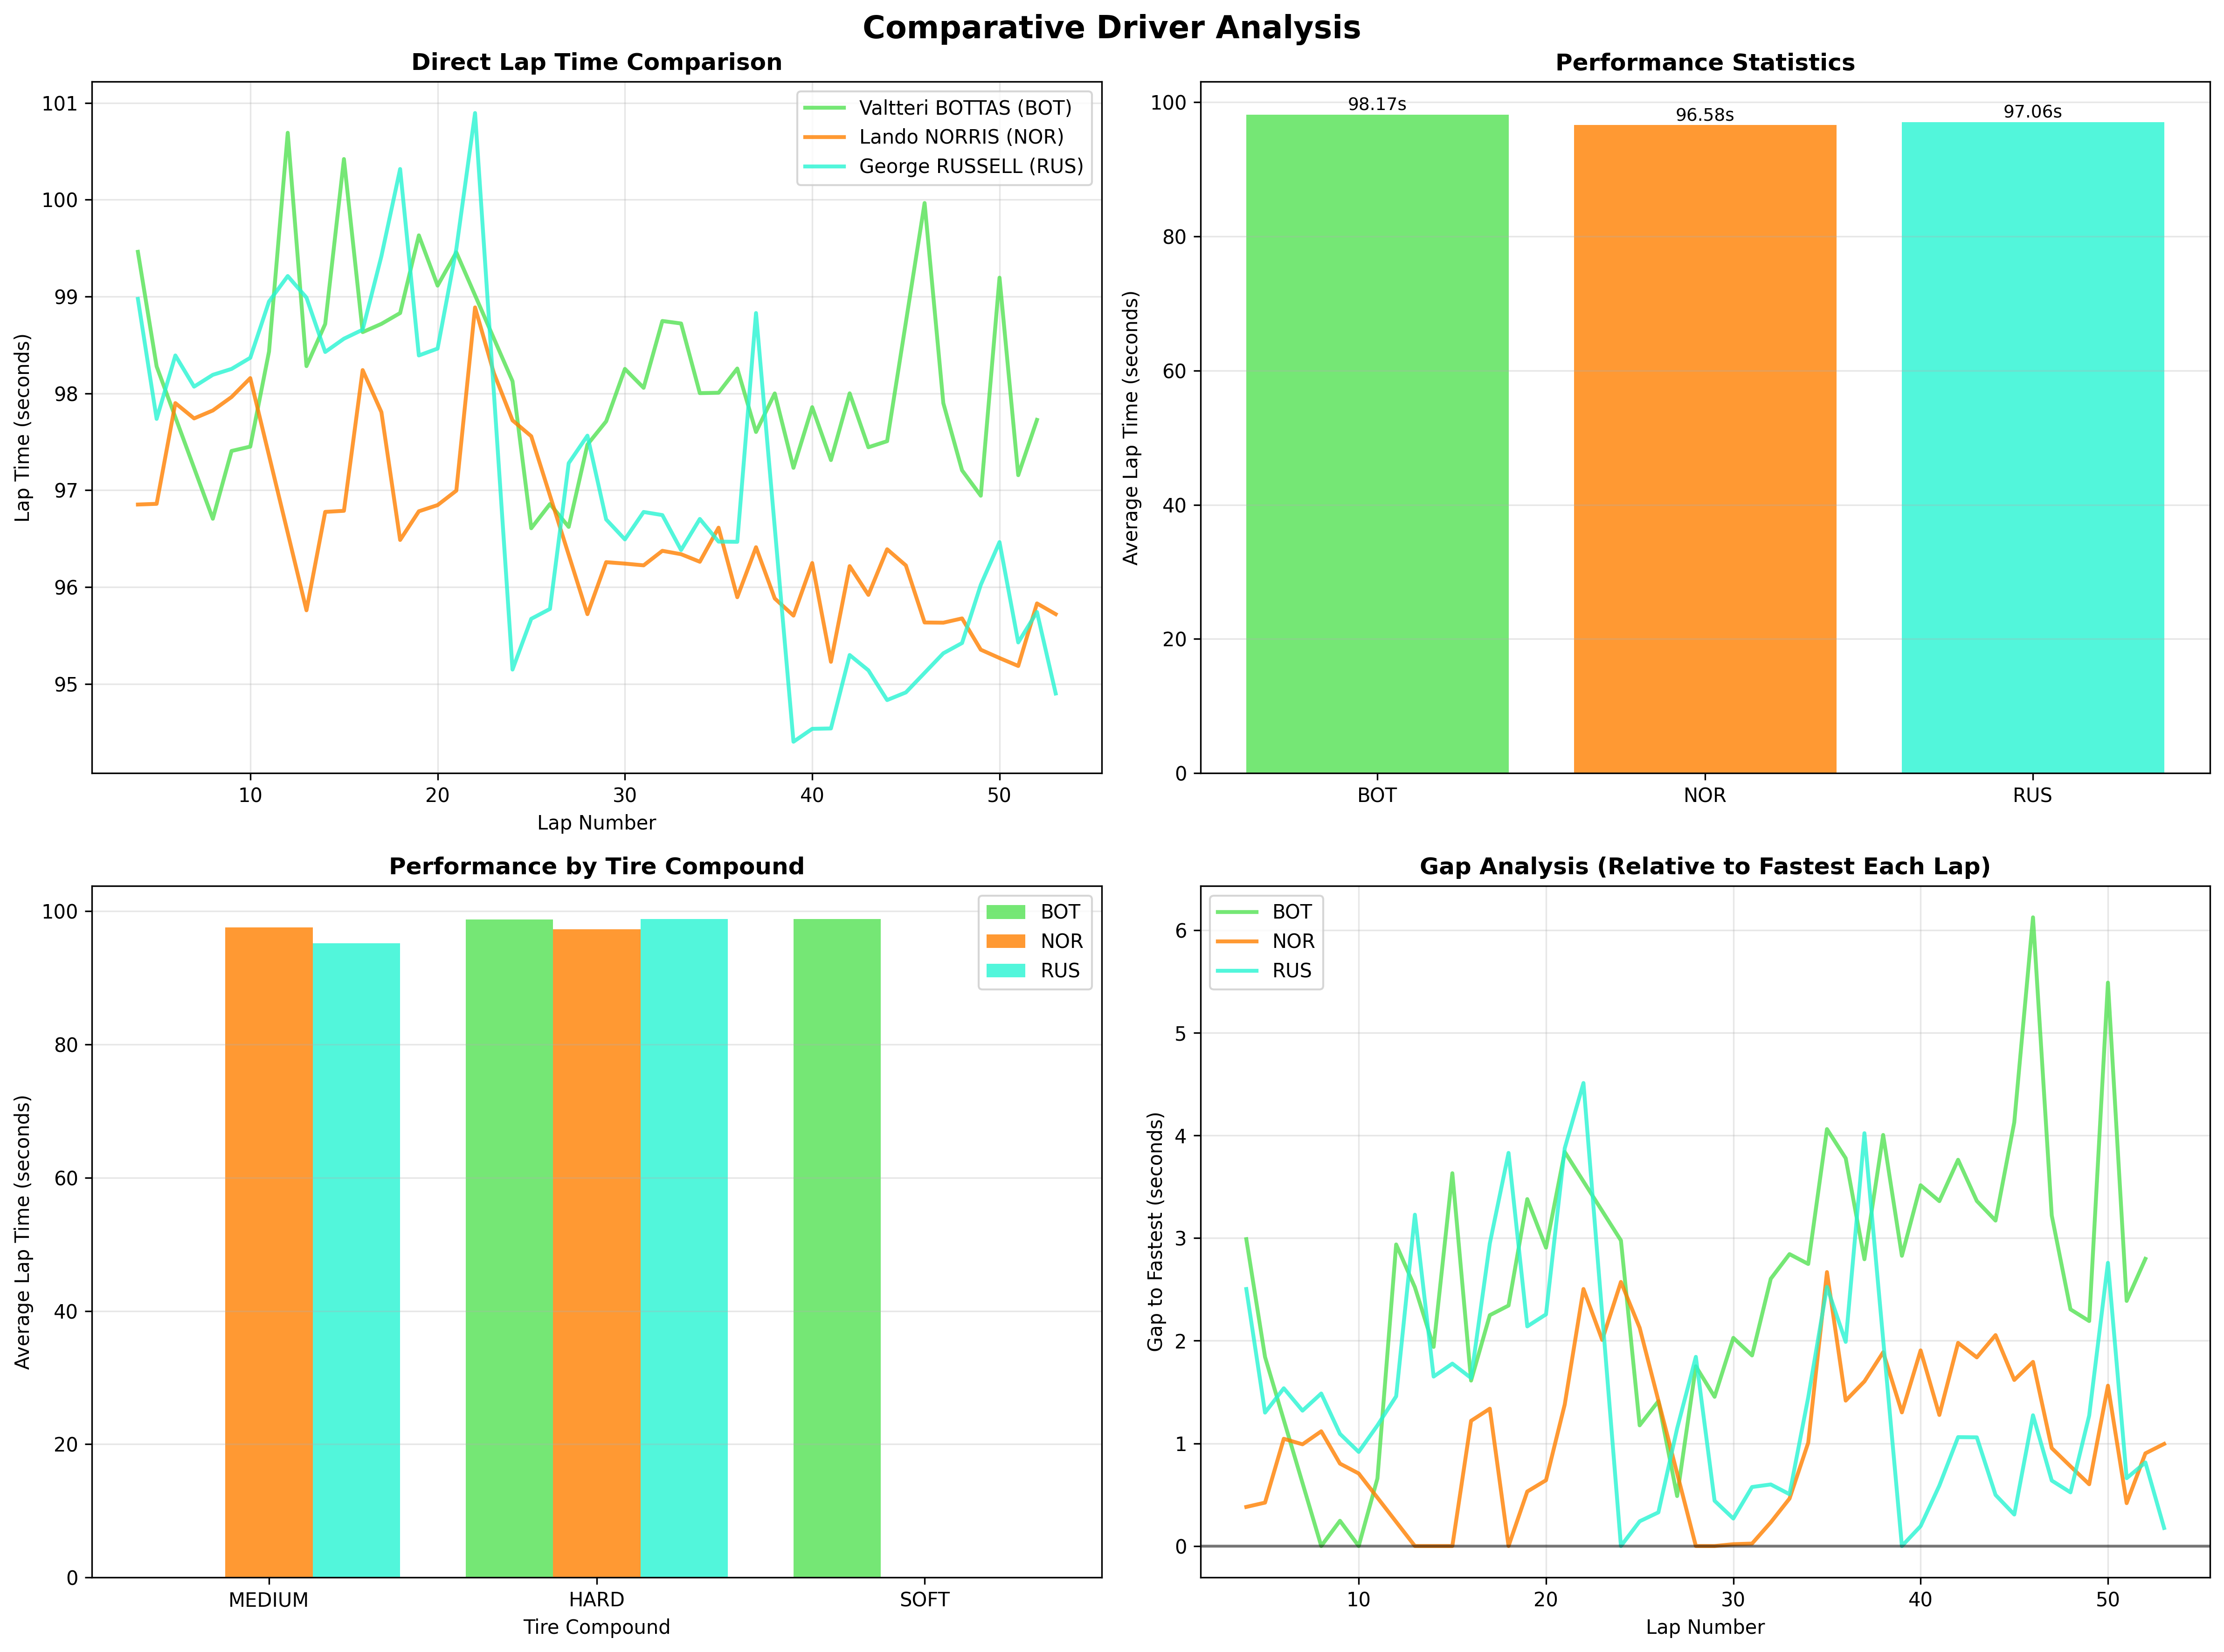 Comparative Driver Analysis
Direct Lap Time Comparison
Lap Time (seconds)
101
100
99
98
97
96
95
Valtteri BOTTAS (BOT)
Lando NORRIS (NOR)
George RUSSELL (RUS)
10 20 30 40 50
Lap Number
Performance Statistics
Average Lap Time (seconds)
100
80
60
40
20
0
98.17s 96.58s 97.06s
BOT NOR RUS
Performance by Tire Compound
Average Lap Time (seconds)
100
80
60
40
20
0
BOT
NOR
RUS
MEDIUM HARD SOFT
Tire Compound
Gap Analysis (Relative to Fastest Each Lap)
Gap to Fastest (seconds)
6
5
4
3
2
1
0
BOT
NOR
RUS
10 20 30 40 50
Lap Number